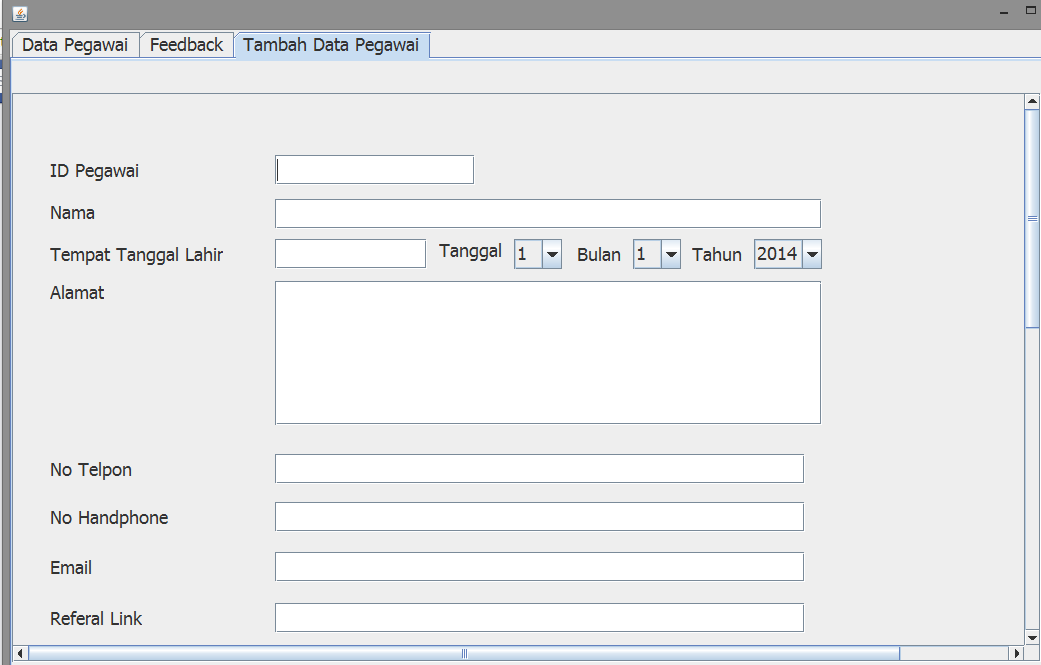 Data Pegawai Feedback Tambah Data Pegawai
ID Pegawai
Nama
Tempat Tanggal Lahir Tanggal 1 Bulan 1 Tahun 2014
Alamat
No Telpon
No Handphone
Email
Referal Link